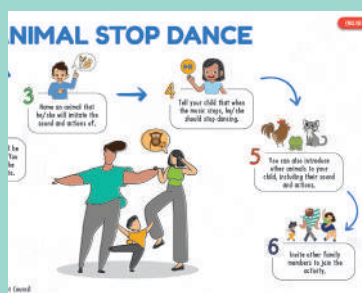 ANIMAL STOP DANCE
3
Name an animal that
he/she will imitate the
sound and actions of.
4
Tell your child that when
the music stops, he/she
should stop dancing.
5
You can also introduce
other animals to your
child, including their sound
and actions.
6
Invite other family
members to join the
activity.
Council